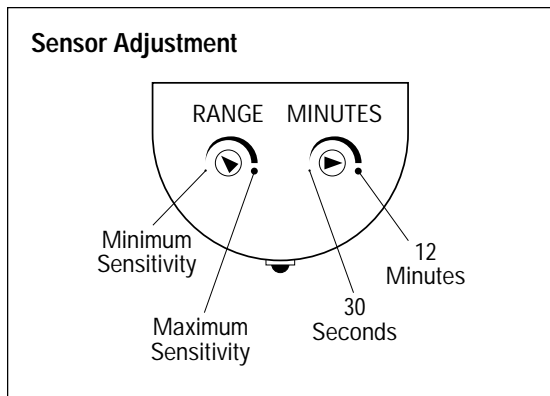 Sensor Adjustment
RANGE
MINUTES
Minimum
Sensitivity
Maximum
Sensitivity
30
Seconds
12
Minutes